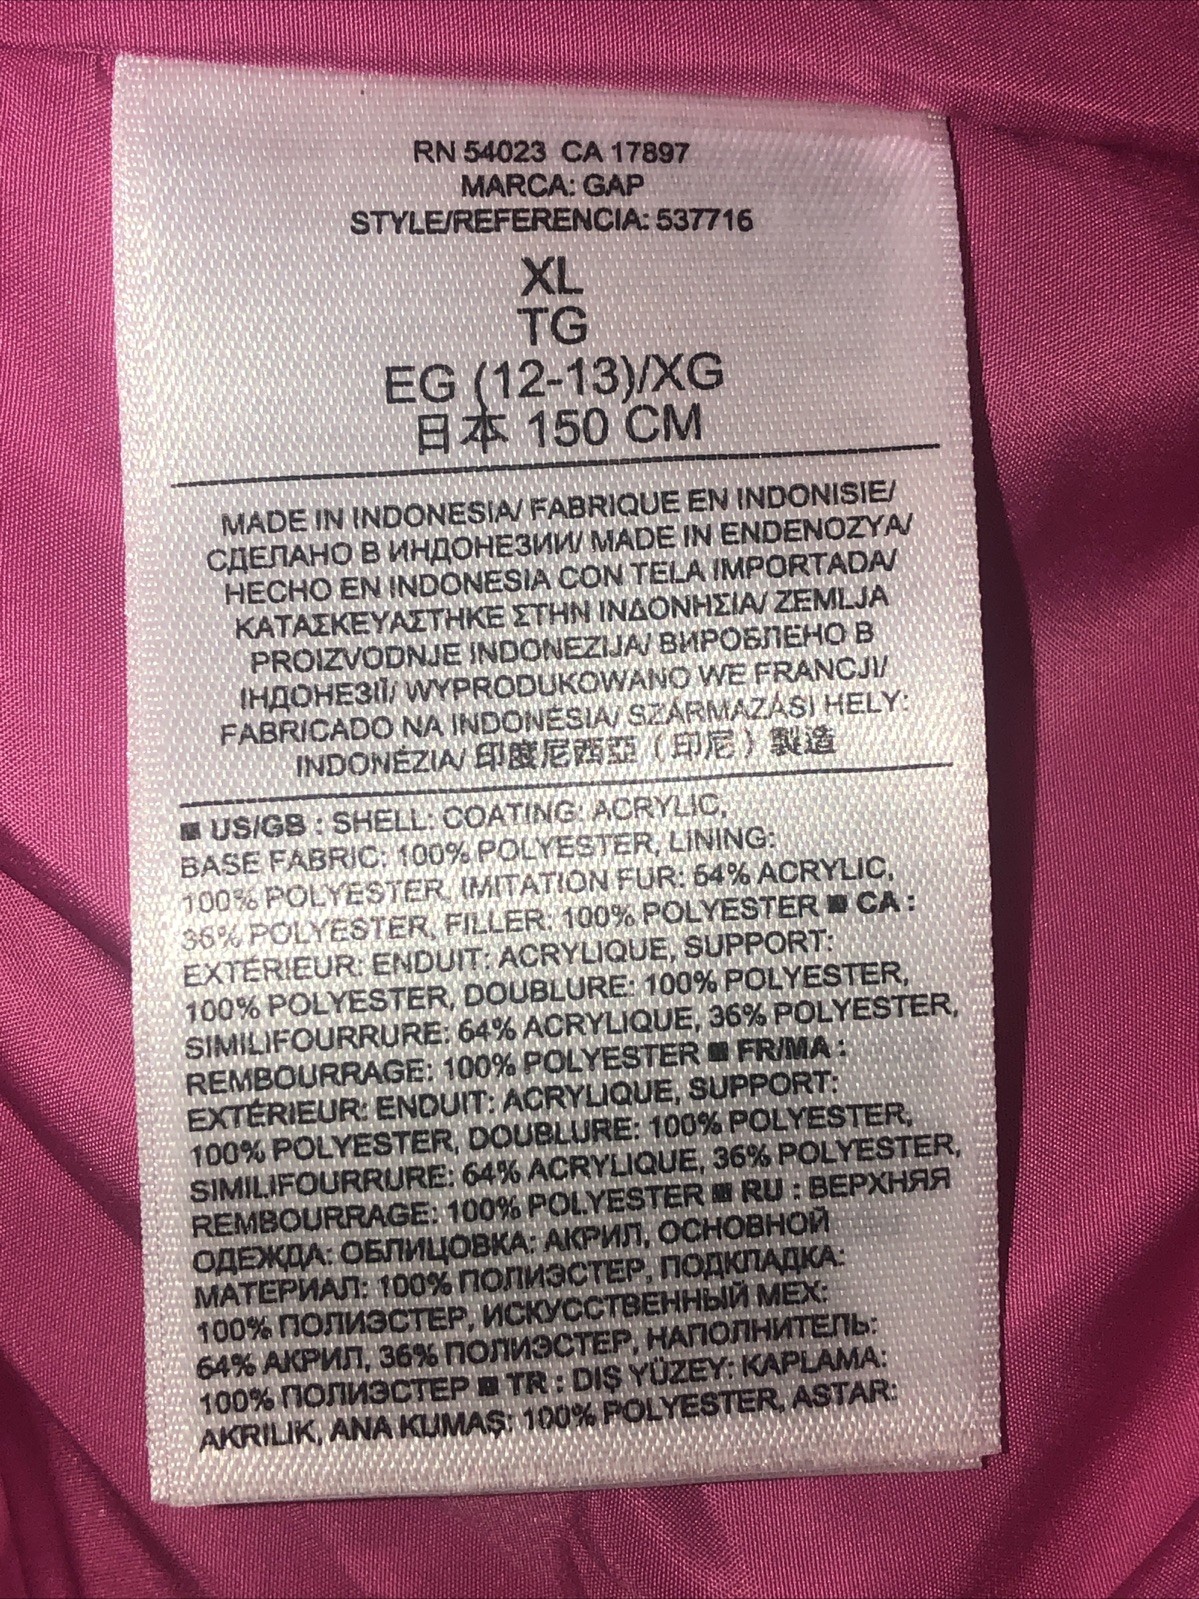 RN 54023 CA 17897
MARCA: GAP
STYLE/REFERENCIA: 537716
XL
TG
EG (12-13)/XG
日本 150 CM
MADE IN INDONESIA/ FABRIQUE EN INDONISIE/
СДЕЛАНО В ИНДОНЕЗИИ/ MADE IN ENDENOZYA/
HECHO EN INDONESIA CON TELA IMPORTADA/
ΚΑΤΑΣΚΕΥΑΣΤΗΚΕ ΣΤΗΝ ΙΝΔΟΝΗΣΙΑ/ ZEMLJA
PROIZVODNJE INDONEZIJA/ ВИРОБЛЕНО В
ІНДОНЕЗІЇ/ WYPRODUKOWANO WE FRANCJI/
FABRICADO NA INDONÉSIA/ SZÁRMAZÁSI HELY:
INDONÉZIA/ 印度尼西亞（印尼）製造
■ US/GB : SHELL: COATING: ACRYLIC,
BASE FABRIC: 100% POLYESTER, LINING:
100% POLYESTER, IMITATION FUR: 64% ACRYLIC,
36% POLYESTER, FILLER: 100% POLYESTER ■ CA :
EXTÉRIEUR: ENDUIT: ACRYLIQUE, SUPPORT:
100% POLYESTER, DOUBLURE: 100% POLYESTER,
SIMILIFOURRURE: 64% ACRYLIQUE, 36% POLYESTER,
REMBOURRAGE: 100% POLYESTER ■ FR/MA :
EXTÉRIEUR: ENDUIT: ACRYLIQUE, SUPPORT:
100% POLYESTER, DOUBLURE: 100% POLYESTER,
SIMILIFOURRURE: 64% ACRYLIQUE, 36% POLYESTER,
REMBOURRAGE: 100% POLYESTER ■ RU : ВЕРХНЯЯ
ОДЕЖДА: ОБЛИЦОВКА: АКРИЛ, ОСНОВНОЙ
МАТЕРИАЛ: 100% ПОЛИЭСТЕР, ПОДКЛАДКА:
100% ПОЛИЭСТЕР, ИСКУССТВЕННЫЙ МЕХ:
64% АКРИЛ, 36% ПОЛИЭСТЕР, НАПОЛНИТЕЛЬ:
100% ПОЛИЭСТЕР ■ TR : DIŞ YÜZEY: KAPLAMA:
AKRILIK, ANA KUMAŞ: 100% POLYESTER, ASTAR: